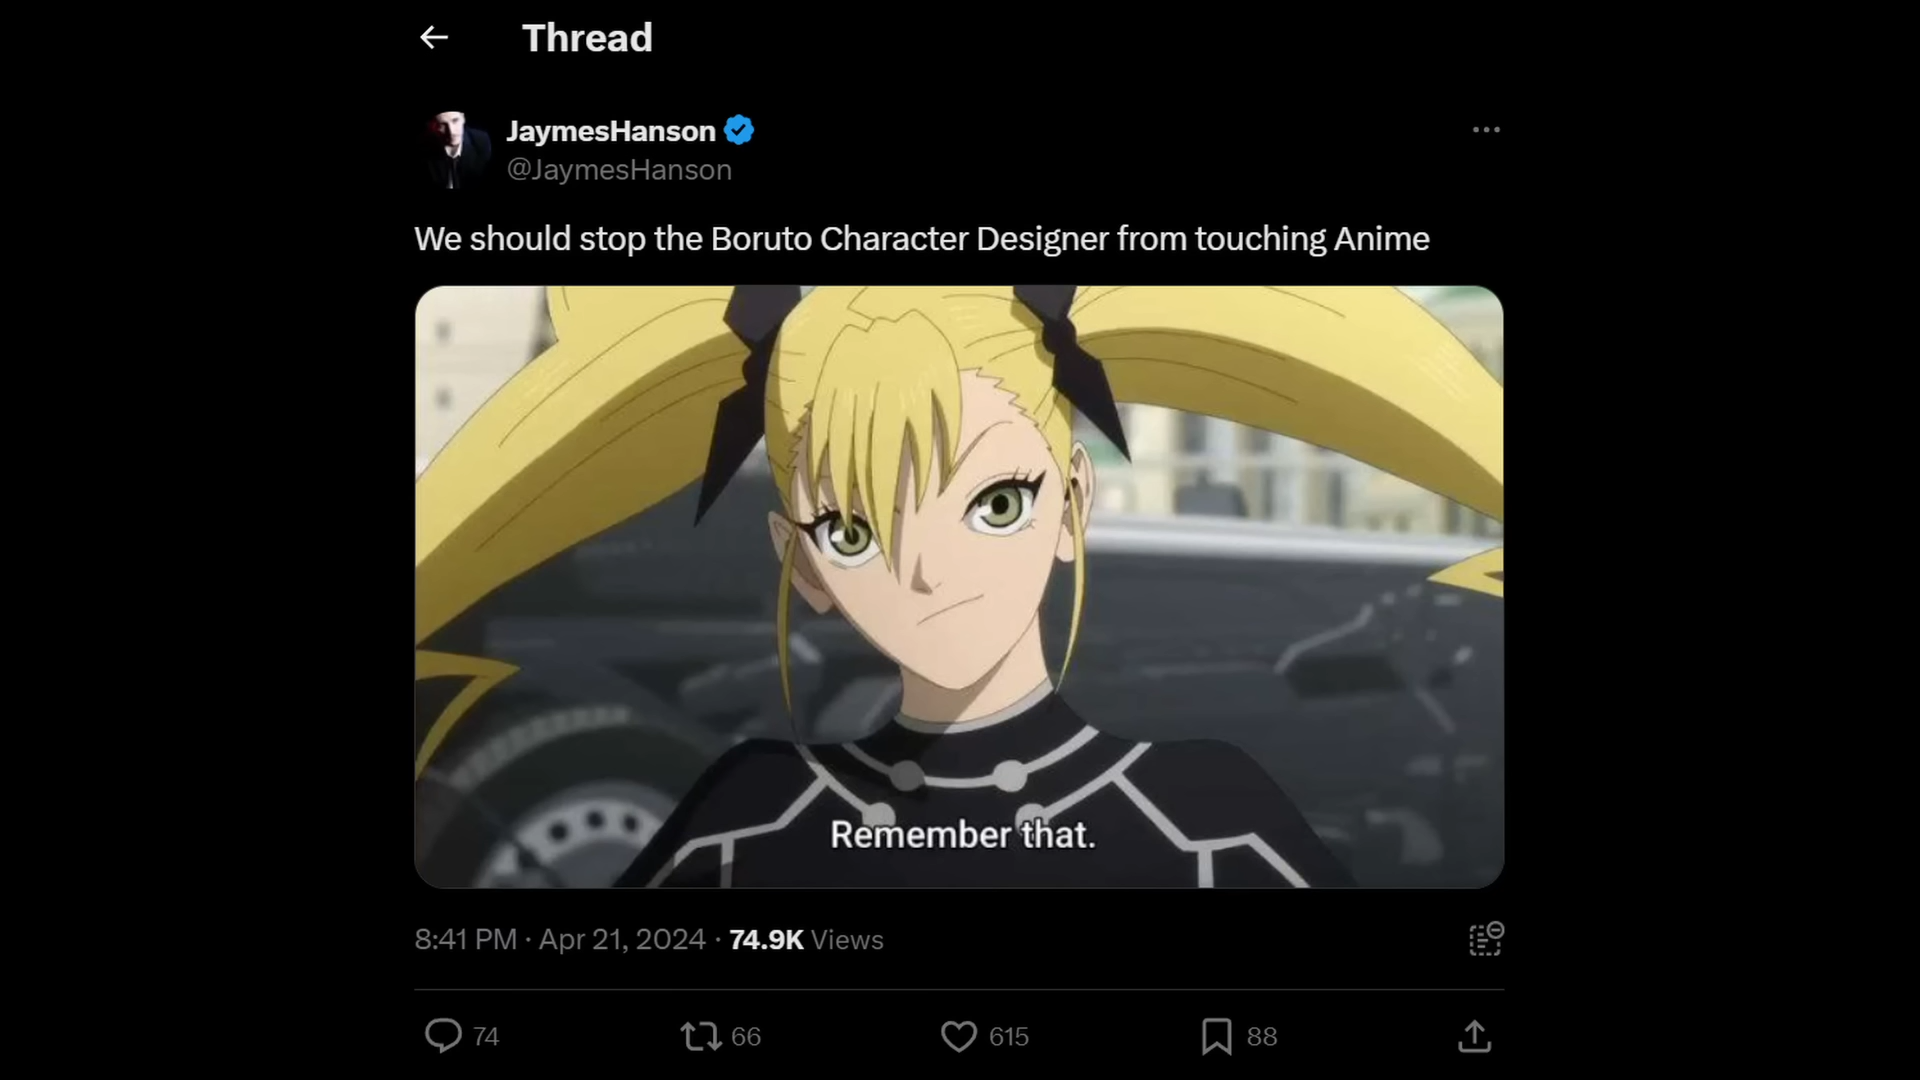 Thread
JaymesHanson
@JaymesHanson
We should stop the Boruto Character Designer from touching Anime
Remember that.
8:41 PM · Apr 21, 2024 · 74.9K Views
74 66 615 88